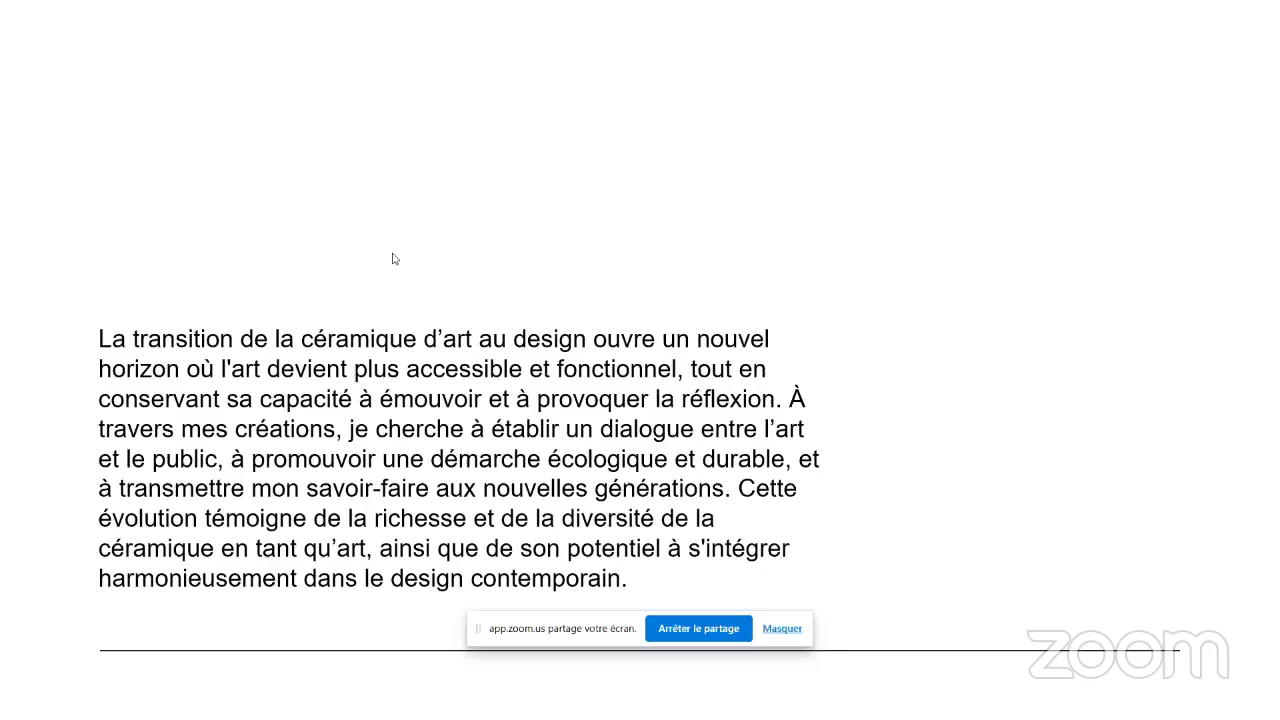 La transition de la céramique d’art au design ouvre un nouvel
horizon où l'art devient plus accessible et fonctionnel, tout en
conservant sa capacité à émouvoir et à provoquer la réflexion. À
travers mes créations, je cherche à établir un dialogue entre l’art
et le public, à promouvoir une démarche écologique et durable, et
à transmettre mon savoir-faire aux nouvelles générations. Cette
évolution témoigne de la richesse et de la diversité de la
céramique en tant qu’art, ainsi que de son potentiel à s'intégrer
harmonieusement dans le design contemporain.
app.zoom.us partage votre écran. Arrêter le partage Masquer
zoom